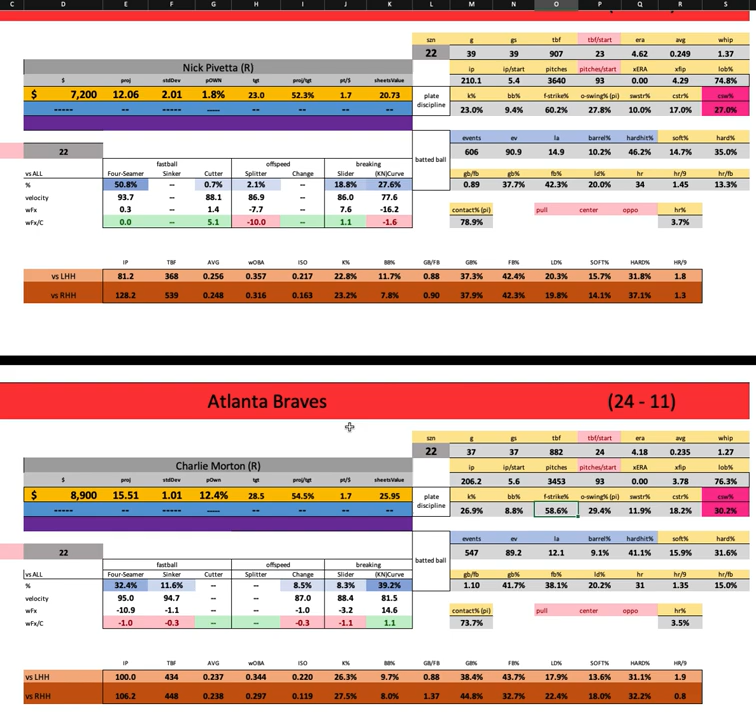 C D E F G H I J K L M N O P Q R S
szn g gs tbf tbf/start era avg whip
22 39 39 907 23 4.62 0.249 1.37
Nick Pivetta (R) ip ip/start pitches pitches/start xERA xfip lob%
$ proj stdDev pOWN tgt proj/tgt pt/$ sheetsValue 210.1 5.4 3640 93 0.00 4.29 74.8%
$ 7,200 12.06 2.01 1.8% 23.0 52.3% 1.7 20.73 plate discipline k% bb% f-strike% o-swing% (pi) swstr% cstr% csw%
----- -- -- ---- -- -- -- -- 23.0% 9.4% 60.2% 27.8% 10.0% 17.0% 27.0%
events ev la barrel% hardhit% soft% hard%
22 606 90.9 14.9 10.2% 46.2% 14.7% 35.0%
fastball offspeed breaking batted ball
vs ALL Four-Seamer Sinker Cutter Splitter Change Slider (KN)Curve gb/fb gb% fb% ld% hr hr/9 hr/fb
% 50.8% -- 0.7% 2.1% -- 18.8% 27.6% 0.89 37.7% 42.3% 20.0% 34 1.45 13.3%
velocity 93.7 -- 88.1 86.9 -- 86.0 77.6
wFx 0.3 -- 1.4 -7.7 -- 7.6 -16.2 contact% (pi) pull center oppo hr%
wFx/C 0.0 -- 5.1 -10.0 -- 1.1 -1.6 78.9% 3.7%
IP TBF AVG wOBA ISO K% BB% GB/FB GB% FB% LD% SOFT% HARD% HR/9
vs LHH 81.2 368 0.256 0.357 0.217 22.8% 11.7% 0.88 37.3% 42.4% 20.3% 15.7% 31.8% 1.8
vs RHH 128.2 539 0.248 0.316 0.163 23.2% 7.8% 0.90 37.9% 42.3% 19.8% 14.1% 37.1% 1.3
Atlanta Braves (24 - 11)
szn g gs tbf tbf/start era avg whip
22 37 37 882 24 4.18 0.235 1.27
Charlie Morton (R) ip ip/start pitches pitches/start xERA xfip lob%
$ proj stdDev pOwn tgt proj/tgt pt/$ sheetsValue 206.2 5.6 3453 93 0.00 3.78 76.3%
$ 8,900 15.51 1.01 12.4% 28.5 54.5% 1.7 25.95 plate discipline k% bb% f-strike% o-swing% (pi) swstr% cstr% csw%
----- -- -- ---- -- -- -- -- 26.9% 8.8% 58.6% 29.4% 11.9% 18.2% 30.2%
events ev la barrel% hardhit% soft% hard%
22 547 89.2 12.1 9.1% 41.1% 15.9% 31.6%
fastball offspeed breaking batted ball
vs ALL Four-Seamer Sinker Cutter Splitter Change Slider (KN)Curve gb/fb gb% fb% ld% hr hr/9 hr/fb
% 32.4% 11.6% -- -- 8.5% 8.3% 39.2% 1.10 41.7% 38.1% 20.2% 31 1.35 15.0%
velocity 95.0 94.7 -- -- 87.0 88.4 81.5
wFx -10.9 -1.1 -- -- -1.0 -3.2 14.6 contact% (pi) pull center oppo hr%
wFx/C -1.0 -0.3 -- -- -0.3 -1.1 1.1 73.7% 3.5%
IP TBF AVG wOBA ISO K% BB% GB/FB GB% FB% LD% SOFT% HARD% HR/9
vs LHH 100.0 434 0.237 0.344 0.220 26.3% 9.7% 0.88 38.4% 43.7% 17.9% 13.6% 31.1% 1.9
vs RHH 106.2 448 0.238 0.297 0.119 27.5% 8.0% 1.37 44.8% 32.7% 22.4% 18.0% 32.2% 0.8